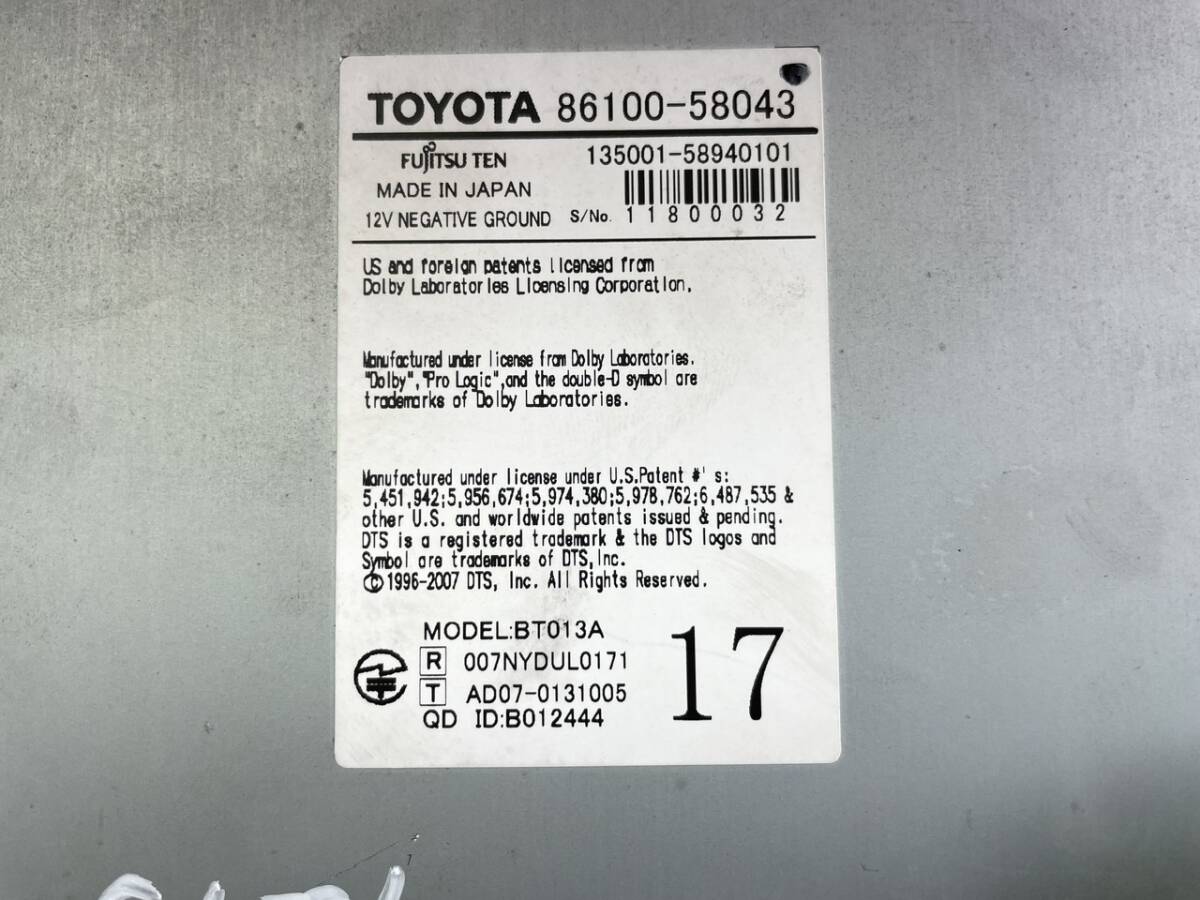 TOYOTA 86100-58043
FUJITSU TEN 135001-58940101
MADE IN JAPAN
12V NEGATIVE GROUND S/No. 11800032
US and foreign patents licensed from
Dolby Laboratories Licensing Corporation.
Manufactured under license from Dolby Laboratories.
"Dolby","Pro Logic",and the double-D symbol are
trademarks of Dolby Laboratories.
Manufactured under license under U.S.Patent #' s:
5,451,942;5,956,674;5,974,380;5,978,762;6,487,535 &
other U.S. and worldwide patents issued & pending.
DTS is a registered trademark & the DTS logos and
Symbol are trademarks of DTS,Inc.
©1996-2007 DTS, Inc. All Rights Reserved.
MODEL:BT013A
R 007NYDUL0171
T AD07-0131005
QD ID:B012444
17